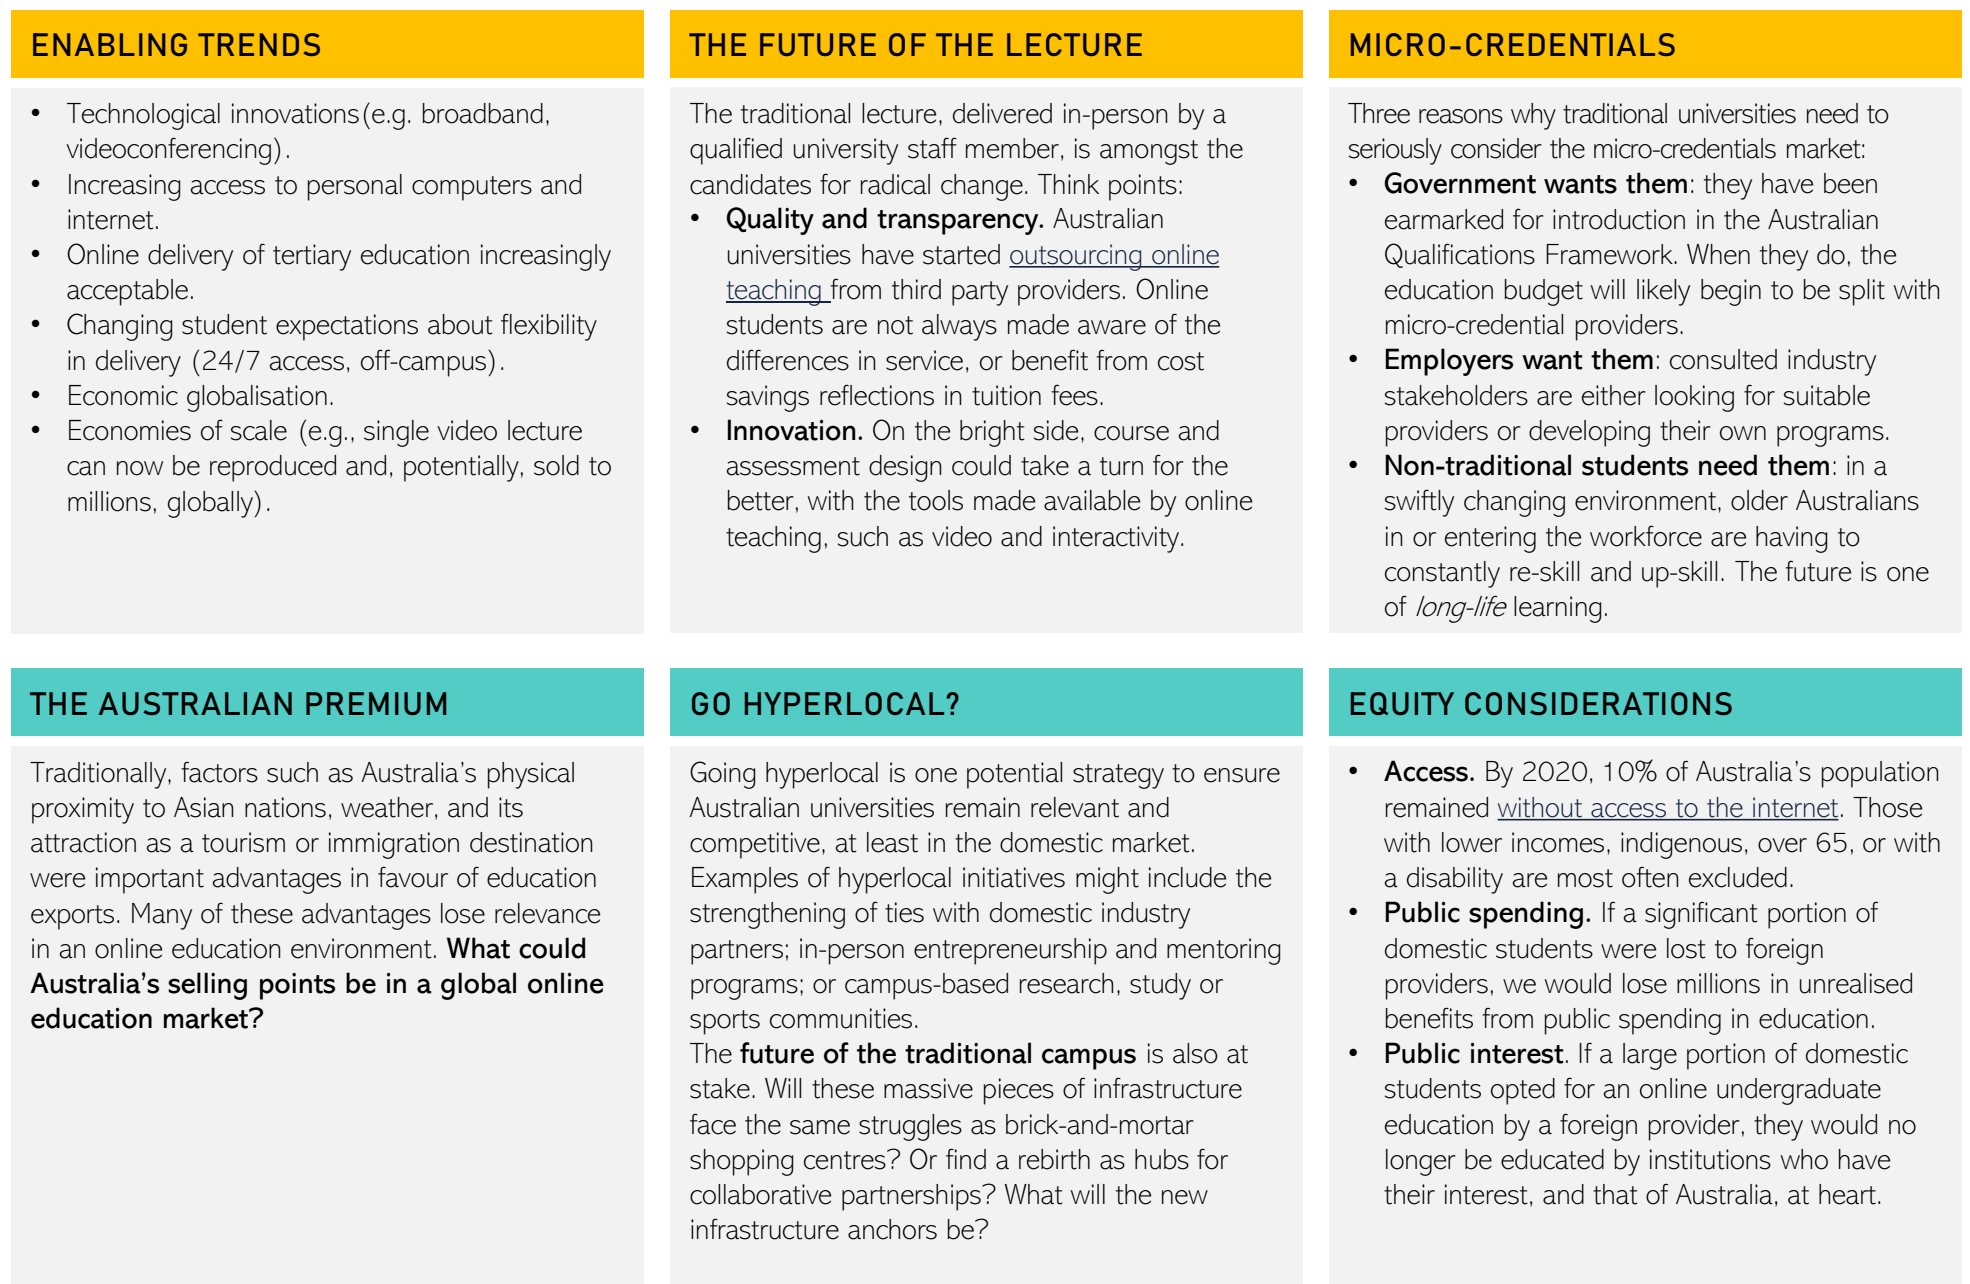 ENABLING TRENDS
• Technological innovations (e.g. broadband,
videoconferencing).
• Increasing access to personal computers and
internet.
• Online delivery of tertiary education increasingly
acceptable.
• Changing student expectations about flexibility
in delivery (24/7 access, off-campus).
• Economic globalisation.
• Economies of scale (e.g., single video lecture
can now be reproduced and, potentially, sold to
millions, globally).
THE FUTURE OF THE LECTURE
The traditional lecture, delivered in-person by a
qualified university staff member, is amongst the
candidates for radical change. Think points:
• Quality and transparency. Australian
universities have started outsourcing online
teaching from third party providers. Online
students are not always made aware of the
differences in service, or benefit from cost
savings reflections in tuition fees.
• Innovation. On the bright side, course and
assessment design could take a turn for the
better, with the tools made available by online
teaching, such as video and interactivity.
MICRO-CREDENTIALS
Three reasons why traditional universities need to
seriously consider the micro-credentials market:
• Government wants them: they have been
earmarked for introduction in the Australian
Qualifications Framework. When they do, the
education budget will likely begin to be split with
micro-credential providers.
• Employers want them: consulted industry
stakeholders are either looking for suitable
providers or developing their own programs.
• Non-traditional students need them: in a
swiftly changing environment, older Australians
in or entering the workforce are having to
constantly re-skill and up-skill. The future is one
of long-life learning.
THE AUSTRALIAN PREMIUM
Traditionally, factors such as Australia's physical
proximity to Asian nations, weather, and its
attraction as a tourism or immigration destination
were important advantages in favour of education
exports. Many of these advantages lose relevance
in an online education environment. What could
Australia's selling points be in a global online
education market?
GO HYPERLOCAL?
Going hyperlocal is one potential strategy to ensure
Australian universities remain relevant and
competitive, at least in the domestic market.
Examples of hyperlocal initiatives might include the
strengthening of ties with domestic industry
partners; in-person entrepreneurship and mentoring
programs; or campus-based research, study or
sports communities.
The future of the traditional campus is also at
stake. Will these massive pieces of infrastructure
face the same struggles as brick-and-mortar
shopping centres? Or find a rebirth as hubs for
collaborative partnerships? What will the new
infrastructure anchors be?
EQUITY CONSIDERATIONS
• Access. By 2020, 10% of Australia's population
remained without access to the internet. Those
with lower incomes, indigenous, over 65, or with
a disability are most often excluded.
• Public spending. If a significant portion of
domestic students were lost to foreign
providers, we would lose millions in unrealised
benefits from public spending in education.
• Public interest. If a large portion of domestic
students opted for an online undergraduate
education by a foreign provider, they would no
longer be educated by institutions who have
their interest, and that of Australia, at heart.